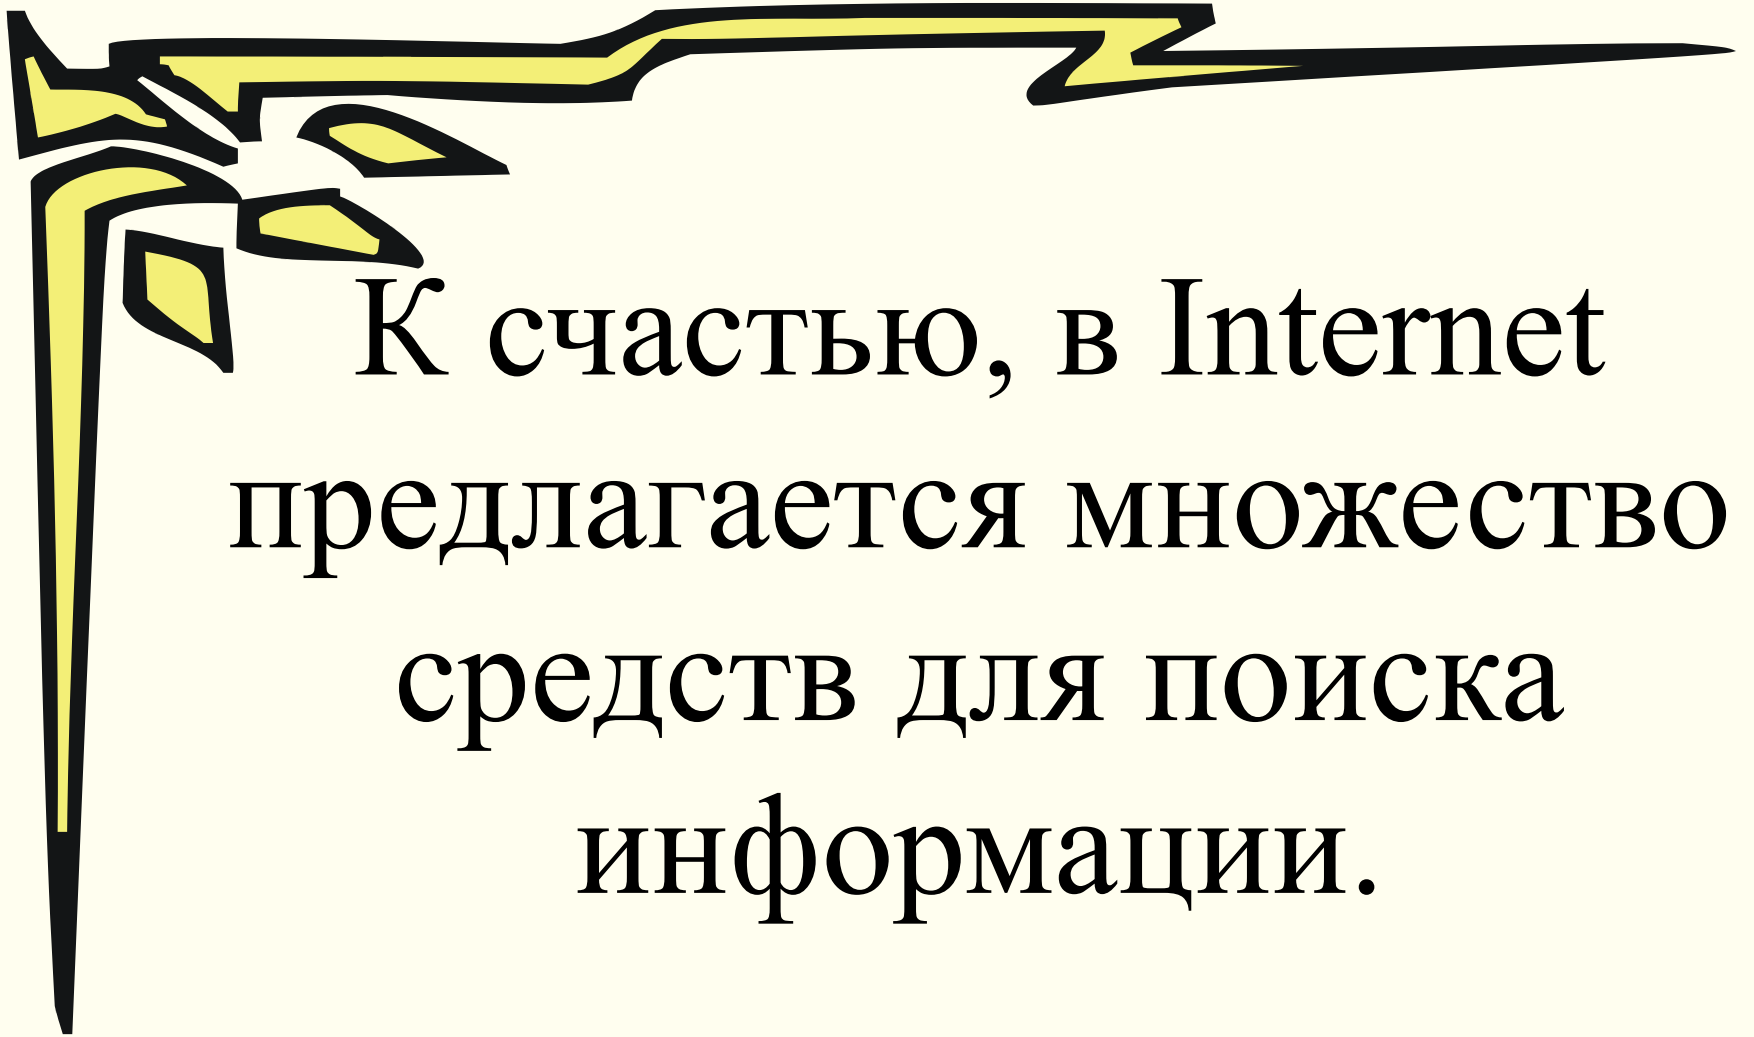 К счастью, в Internet
предлагается множество
средств для поиска
информации.